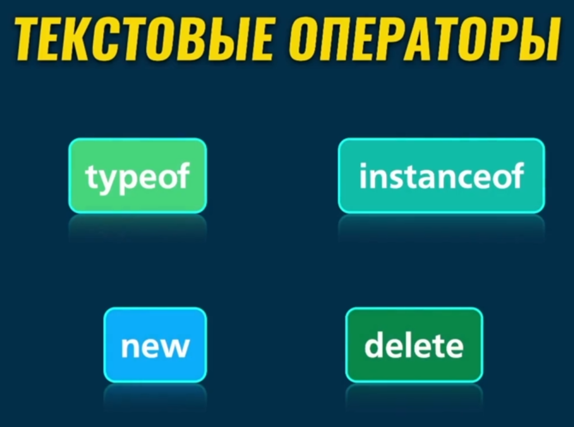 ТЕКСТОВЫЕ ОПЕРАТОРЫ
typeof
instanceof
new
delete